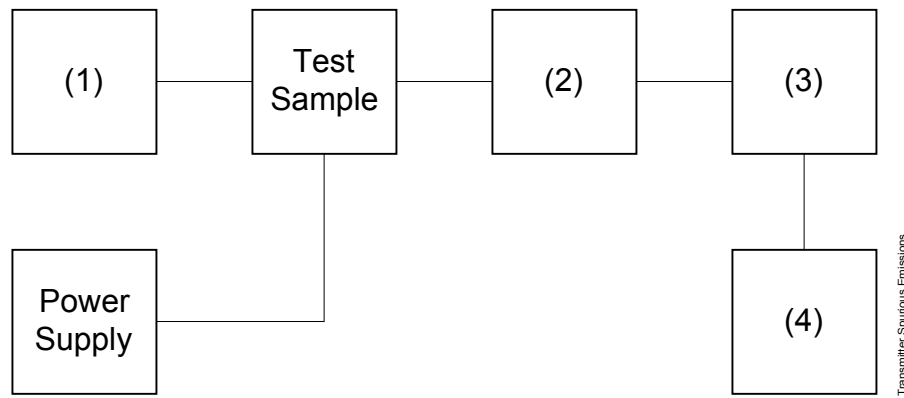 (1)
Test
Sample
(2)
(3)
Power
Supply
(4)
Transmitter Spurious Emissions